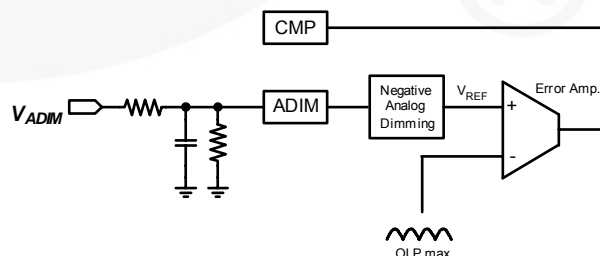 CMP
V_ADIM
ADIM
Negative
Analog
Dimming
V_REF
Error Amp.
+
-
OLP max